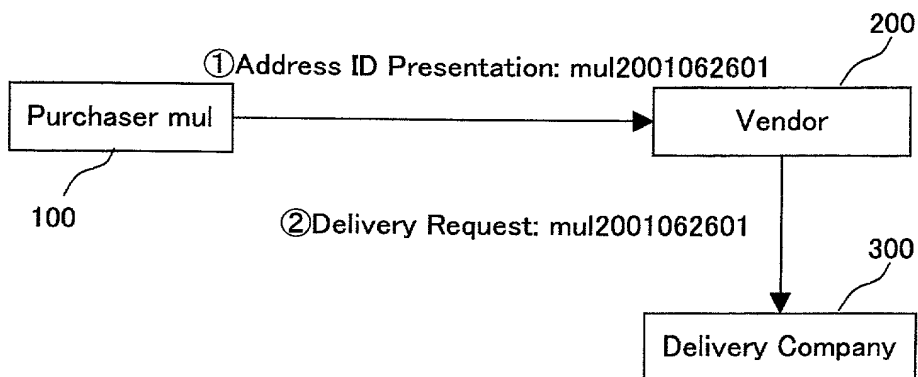 200
①Address ID Presentation: mul2001062601
Purchaser mul
Vendor
100
②Delivery Request: mul2001062601
300
Delivery Company